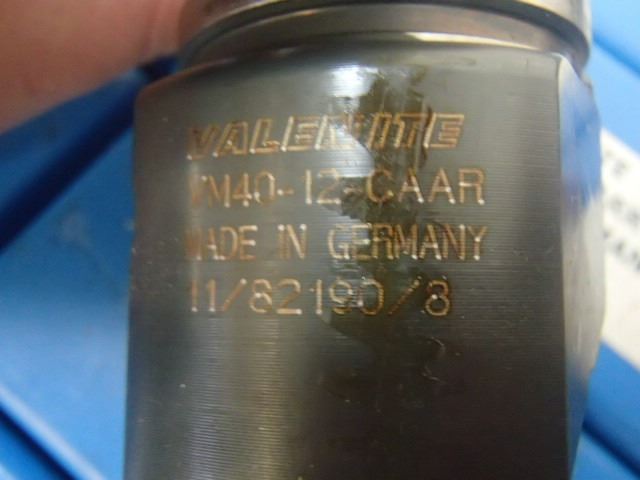 VALENITE
VM40-12-CAAR
MADE IN GERMANY
11/82190/8